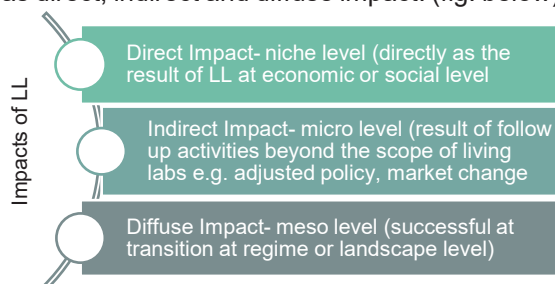 as direct, indirect and diffuse impact. (fig. below)
Impacts of LL
Direct Impact- niche level (directly as the
result of LL at economic or social level
Indirect Impact- micro level (result of follow
up activities beyond the scope of living
labs e.g. adjusted policy, market change
Diffuse Impact- meso level (successful at
transition at regime or landscape level)